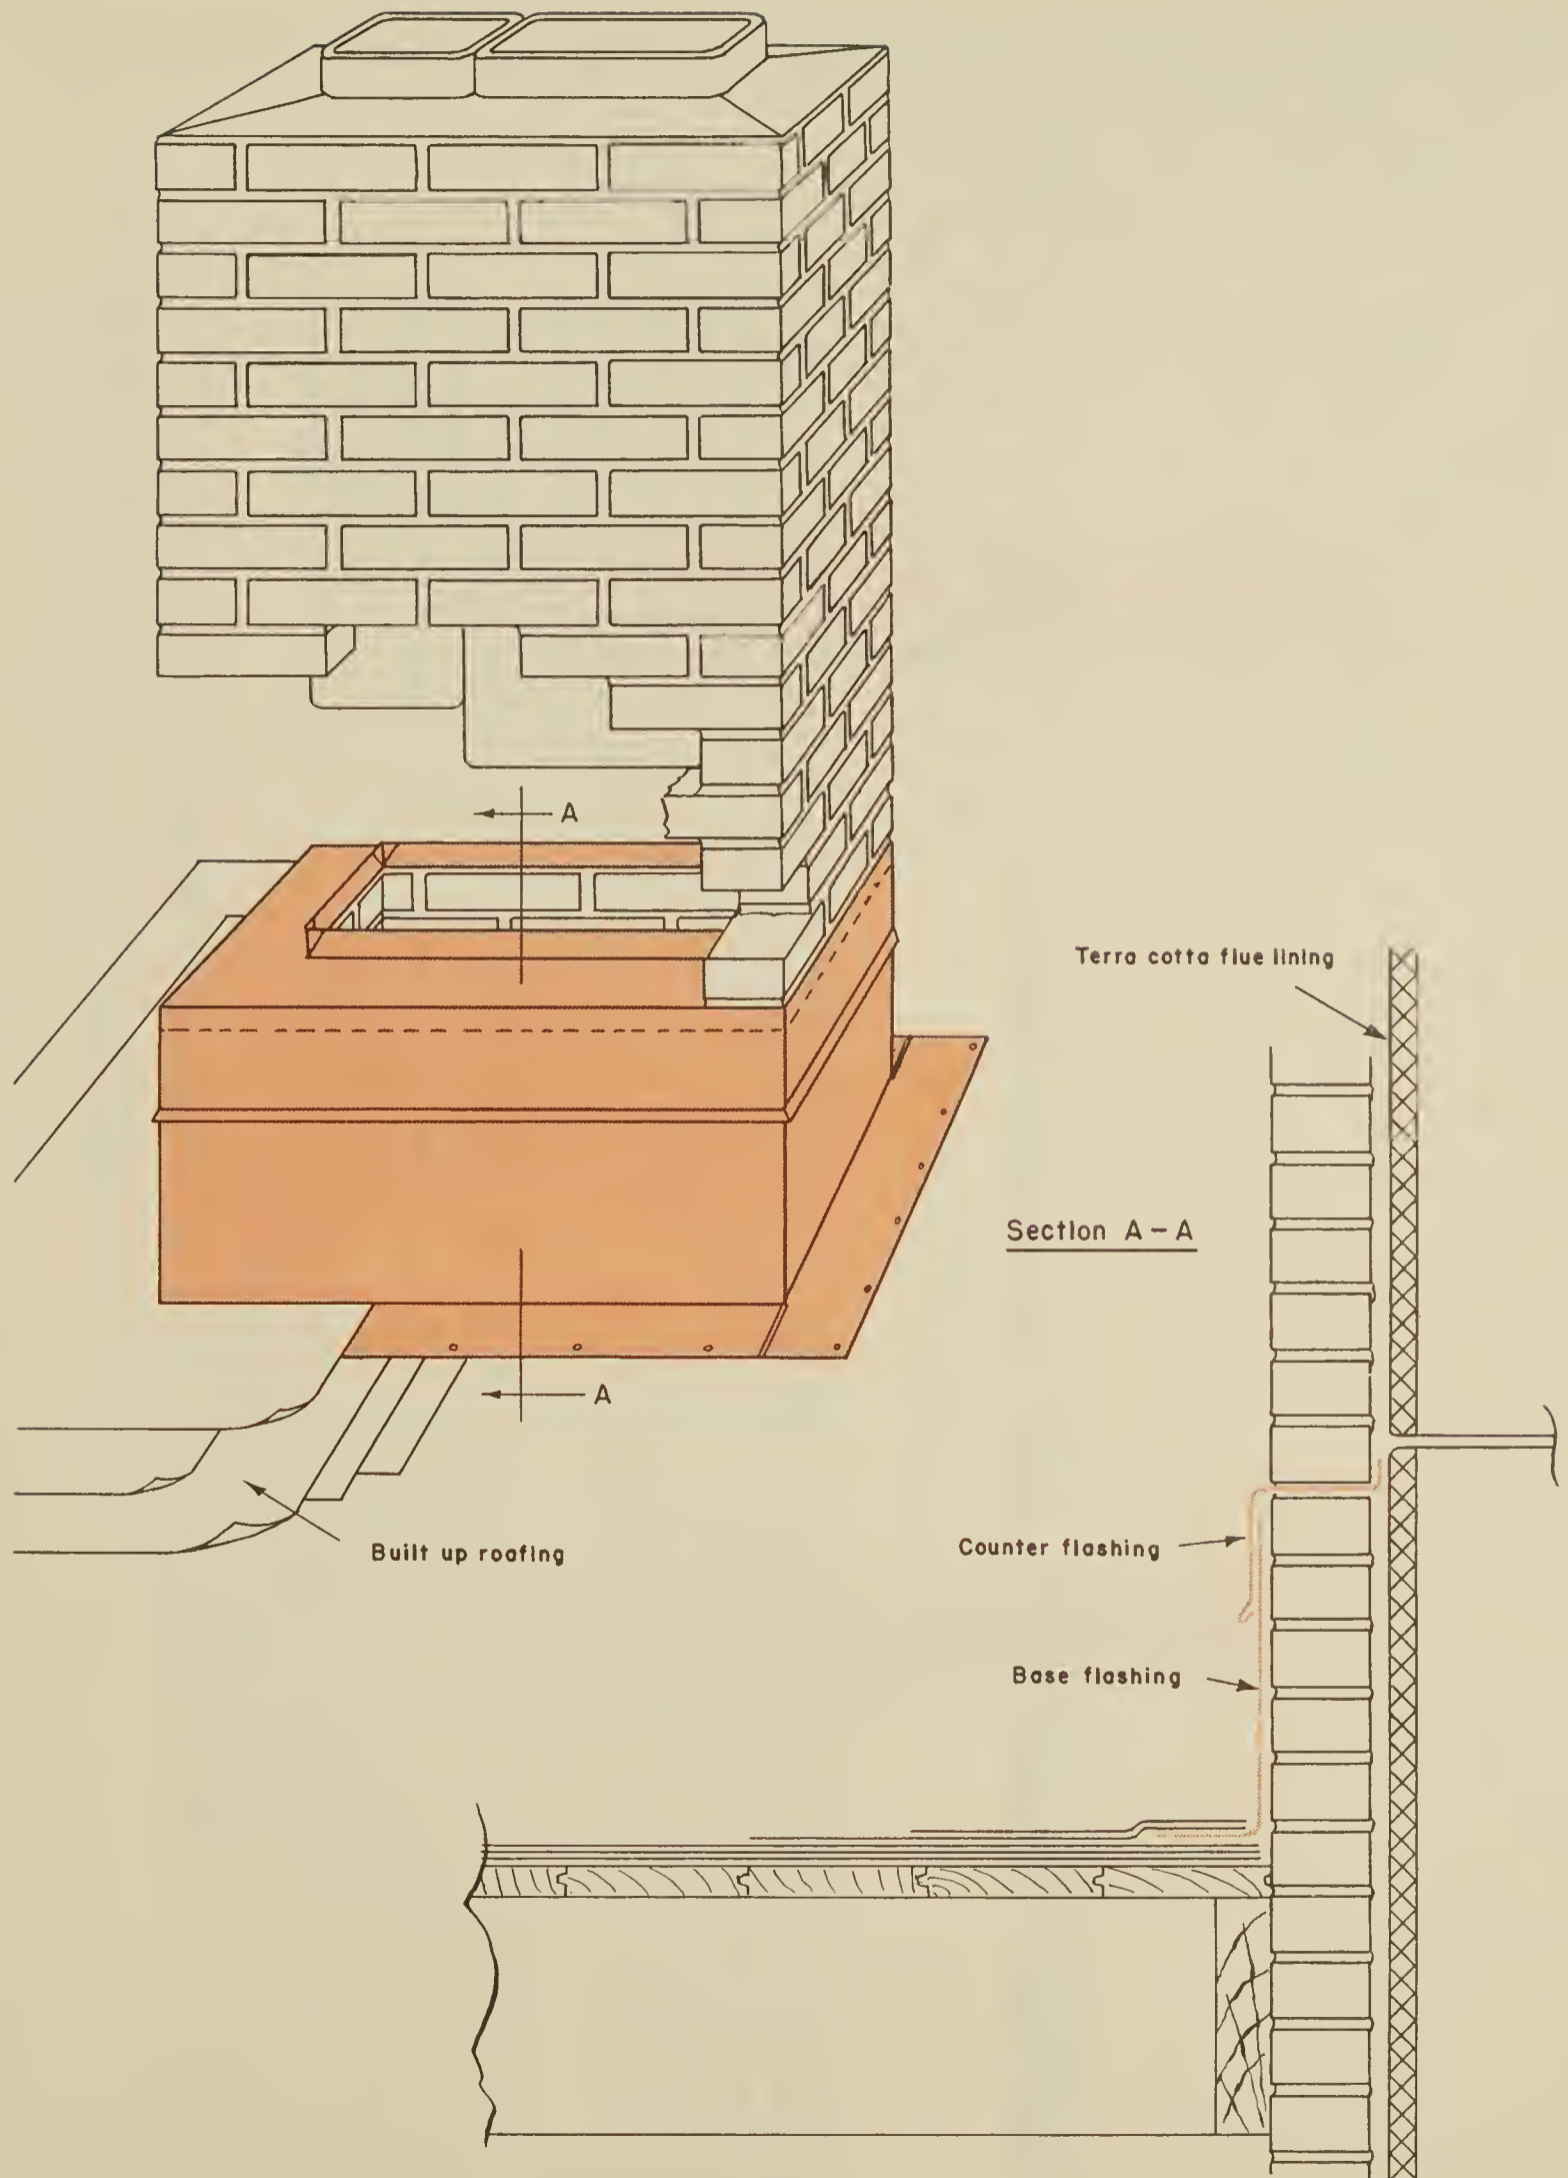 A
Terra cotta flue lining
Section A-A
A
Built up roofing
Counter flashing
Base flashing